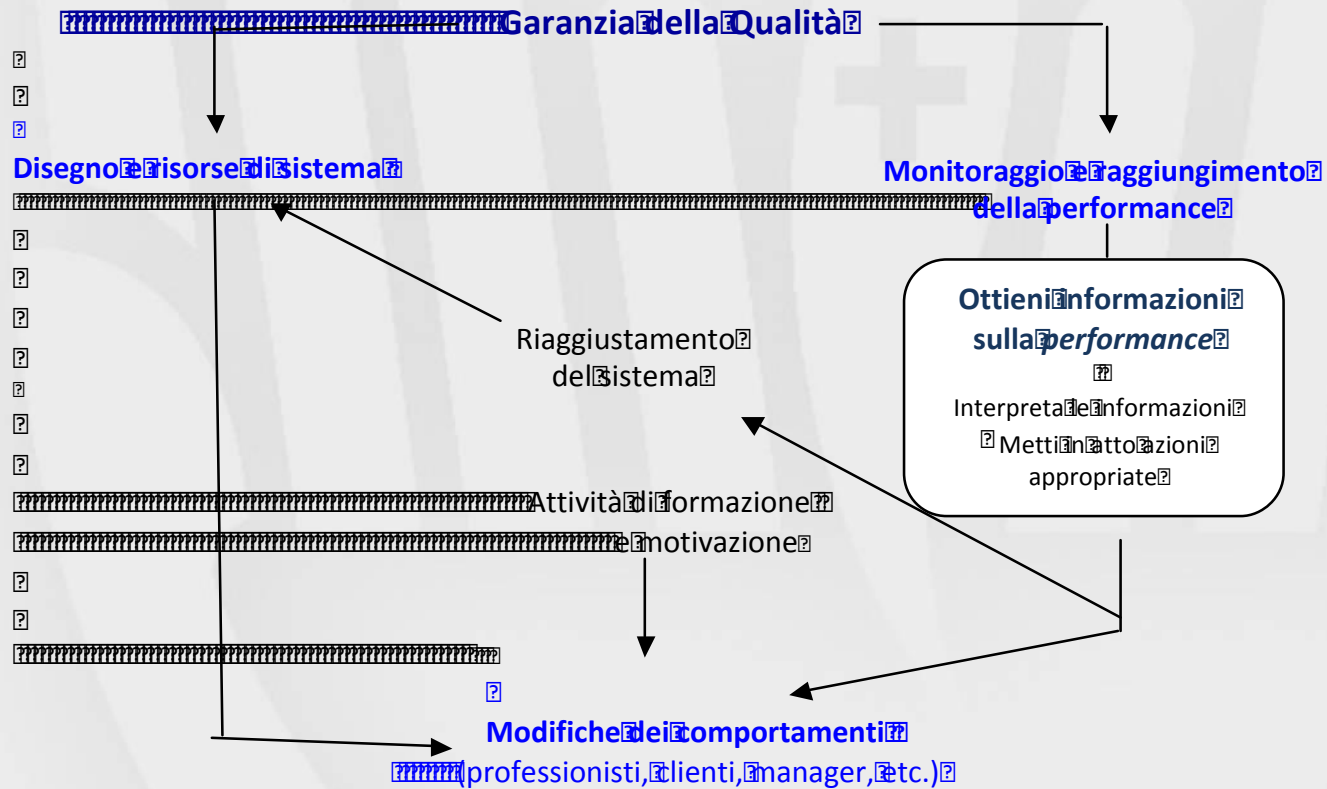 Garanzia della Qualità
Disegno e risorse di sistema
Monitoraggio e raggiungimento
della performance
Ottieni informazioni
sulla performance
Interpreta le informazioni
Metti in atto azioni
appropriate
Riaggiustamento
del sistema
Attività di formazione
e motivazione
Modifiche dei comportamenti
(professionisti, clienti, manager, etc.)